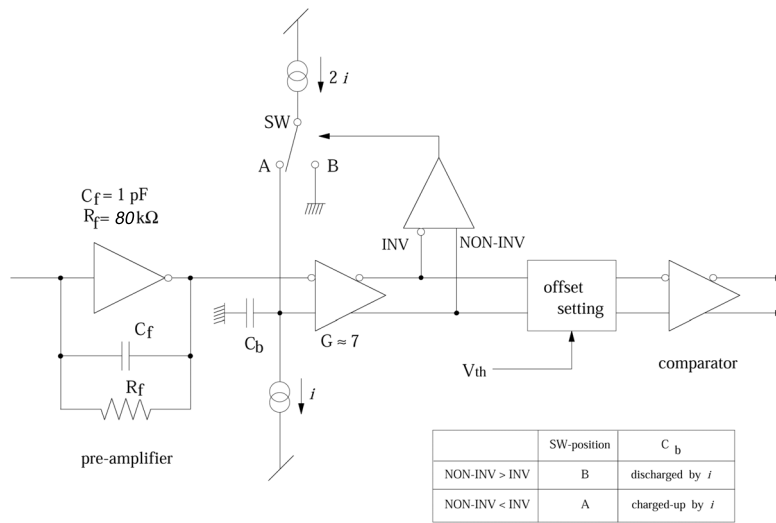 2 i
SW
A
B
Cf = 1 pF
Rf = 80 kΩ
INV
NON-INV
offset
setting
Cf
Cb
G ≈ 7
Vth
comparator
Rf
i
pre-amplifier
SW-position C b
NON-INV > INV B discharged by i
NON-INV < INV A charged-up by i